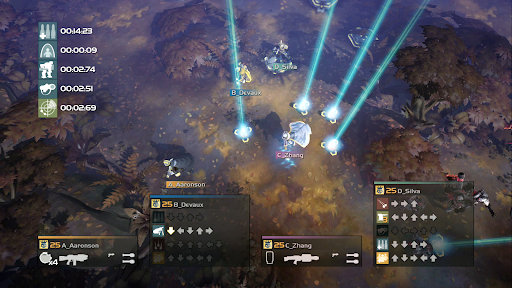 00:14:23
00:00:09
00:02:74
00:02:51
00:02:69
D_Silva
B_Devaux
C_Zhang
A_Aaronson
25 B_Devaux
25 D_Silva
25 A_Aaronson
x4
25 C_Zhang